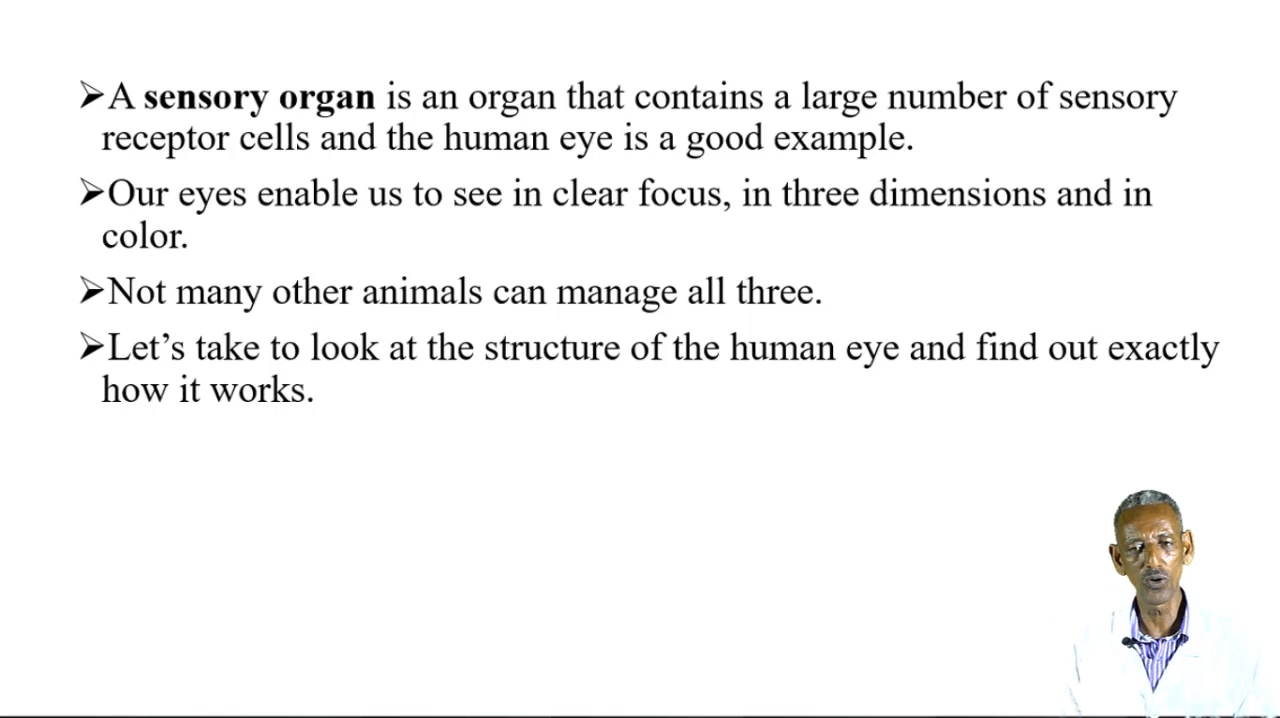 ➢A sensory organ is an organ that contains a large number of sensory
receptor cells and the human eye is a good example.
➢Our eyes enable us to see in clear focus, in three dimensions and in
color.
➢Not many other animals can manage all three.
➢Let’s take to look at the structure of the human eye and find out exactly
how it works.